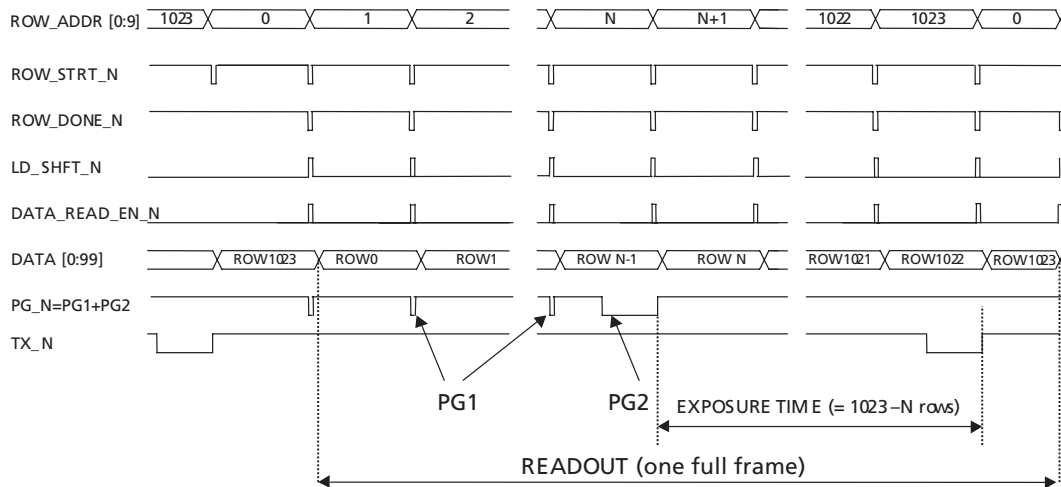 ROW_ADDR [0:9] 1023 0 1 2 N N+1 1022 1023 0
ROW_STRT_N
ROW_DONE_N
LD_SHFT_N
DATA_READ_EN_N
DATA [0:99] ROW1023 ROW0 ROW1 ROW N-1 ROW N ROW1021 ROW1022 ROW1023
PG_N=PG1+PG2
TX_N
PG1 PG2 EXPOSURE TIME (= 1023–N rows)
READOUT (one full frame)